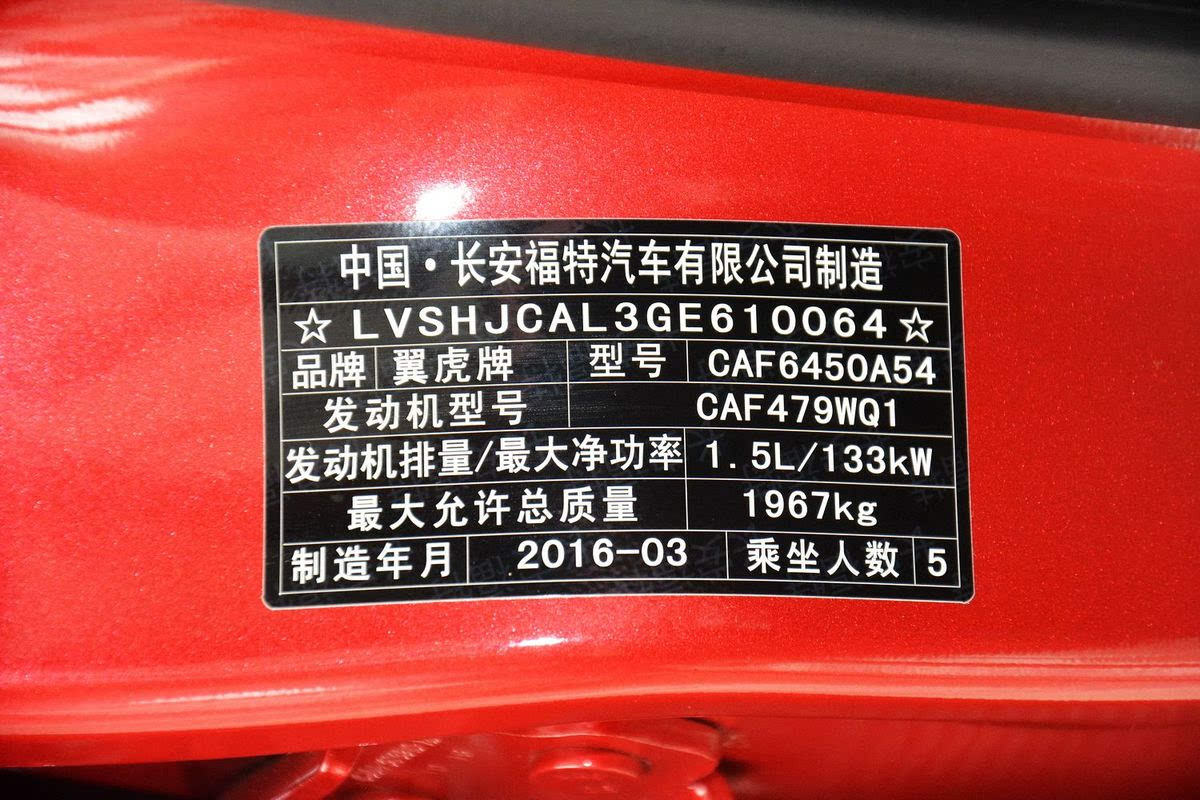 中国·长安福特汽车有限公司制造
☆LVSHJCAL3GE610064☆
品牌 翼虎牌 型号 CAF6450A54
发动机型号 CAF479WQ1
发动机排量/最大净功率 1.5L/133kW
最大允许总质量 1967kg
制造年月 2016-03 乘坐人数 5